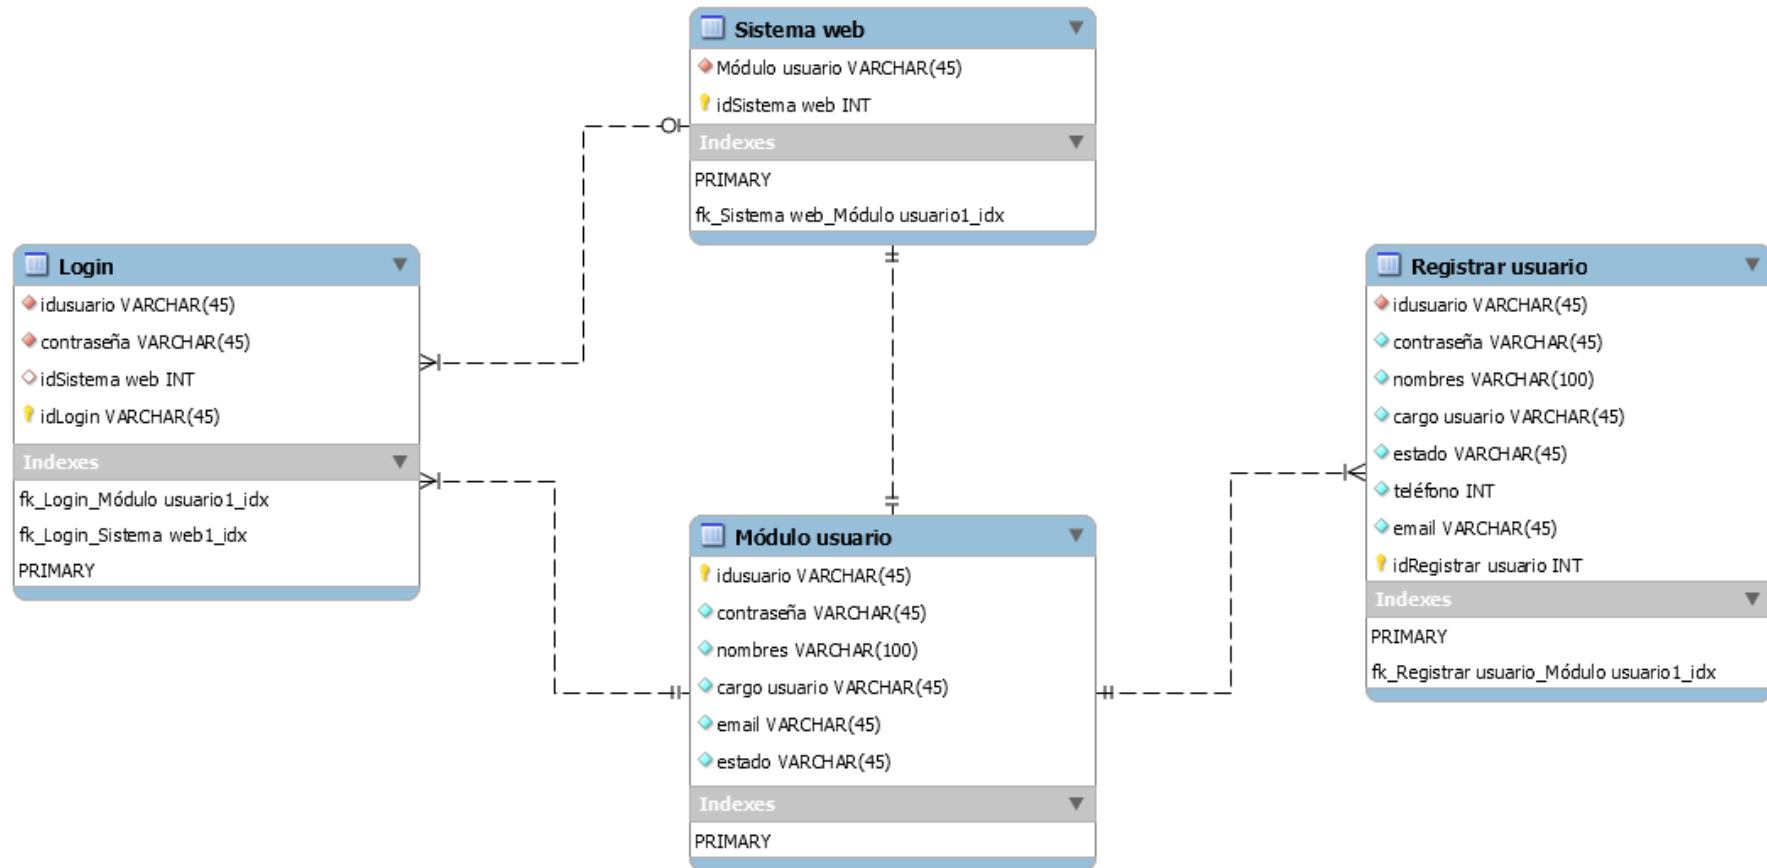 Sistema web
Módulo usuario VARCHAR(45)
idSistema web INT
Indexes
PRIMARY
fk_Sistema web_Módulo usuario1_idx
Login
idusuario VARCHAR(45)
contraseña VARCHAR(45)
idSistema web INT
idLogin VARCHAR(45)
Indexes
fk_Login_Módulo usuario1_idx
fk_Login_Sistema web1_idx
PRIMARY
Módulo usuario
idusuario VARCHAR(45)
contraseña VARCHAR(45)
nombres VARCHAR(100)
cargo usuario VARCHAR(45)
email VARCHAR(45)
estado VARCHAR(45)
Indexes
PRIMARY
Registrar usuario
idusuario VARCHAR(45)
contraseña VARCHAR(45)
nombres VARCHAR(100)
cargo usuario VARCHAR(45)
estado VARCHAR(45)
teléfono INT
email VARCHAR(45)
idRegistrar usuario INT
Indexes
PRIMARY
fk_Registrar usuario_Módulo usuario1_idx